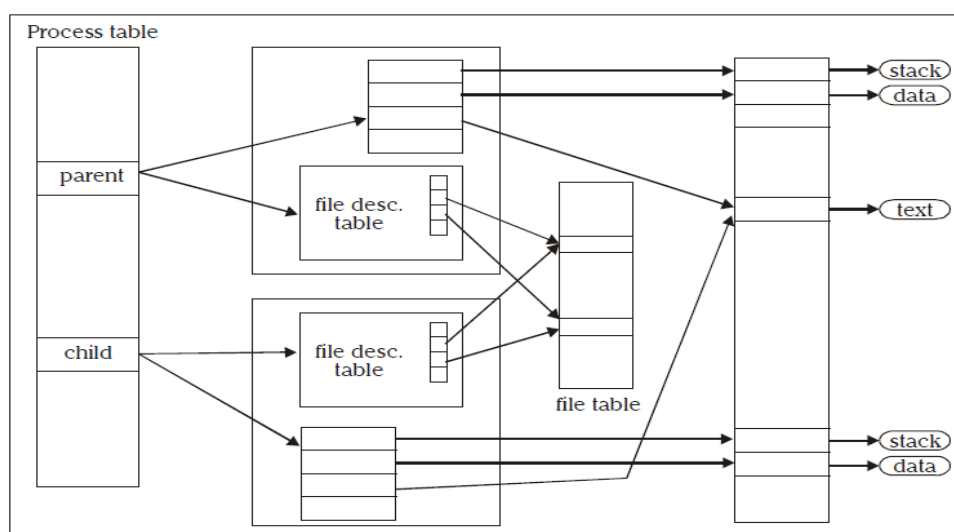 Process table
stack
data
parent
file desc.
table
text
child
file desc.
table
file table
stack
data